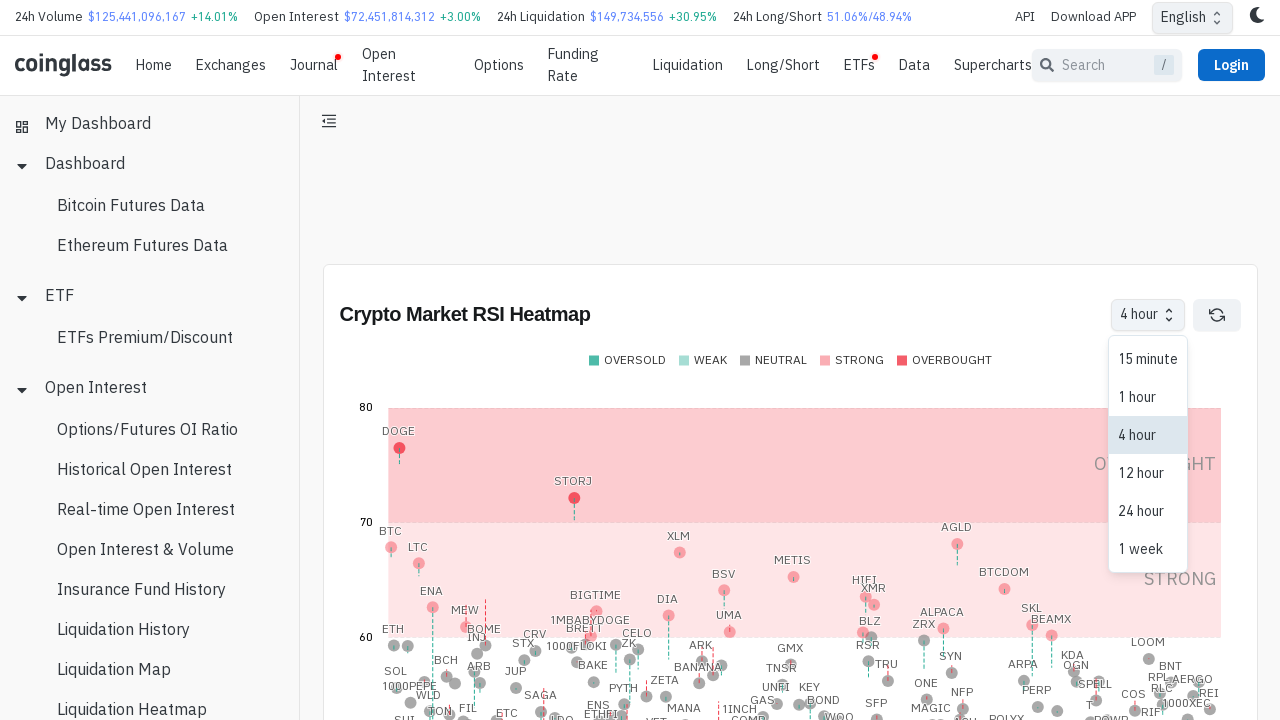 24h Volume $125,441,096,167 +14.01% Open Interest $72,451,814,312 +3.00% 24h Liquidation $149,734,556 +30.95% 24h Long/Short 51.06%/48.94% API Download APP English
coinglass Home Exchanges Journal Open Interest Options Funding Rate Liquidation Long/Short ETFs Data Supercharts Search / Login
My Dashboard
Dashboard
Bitcoin Futures Data
Ethereum Futures Data
ETF
ETFs Premium/Discount
Open Interest
Options/Futures OI Ratio
Historical Open Interest
Real-time Open Interest
Open Interest & Volume
Insurance Fund History
Liquidation History
Liquidation Map
Liquidation Heatmap
Crypto Market RSI Heatmap
4 hour
15 minute
1 hour
4 hour
12 hour
24 hour
1 week
OVERSOLD WEAK NEUTRAL STRONG OVERBOUGHT
80
DOGE
STORJ
70
AGLD
BTC
XLM
LTC
METIS
BSV
BTCDOM
STRONG
HIFI
XMR
ENA
BIGTIME
DIA
MEW
SKL
ALPACA
UMA
BEAMX
1MBABYDOGE
BLZ
ZRX
ETH
BOME
BRETT
CRV
CELO
60
INJ
STX
1000FLOKI
ZK
ARK
GMX
RSR
LOOM
SYN
KDA
BCH
ARB
BAKE
BANANA
TNSR
TRU
ARPA
OGN
BNT
SOL
JUP
RPL
AERGO
ZETA
ONE
SPELL
1000PEPE
PYTH
UNFI
KEY
PERP
RLC
WLD
SAGA
NFP
COS
REI
GAS
BOND
SFP
1000XEC
ENS
T
FIL
MANA
MAGIC
TON
ETC
ETHFI
RIF